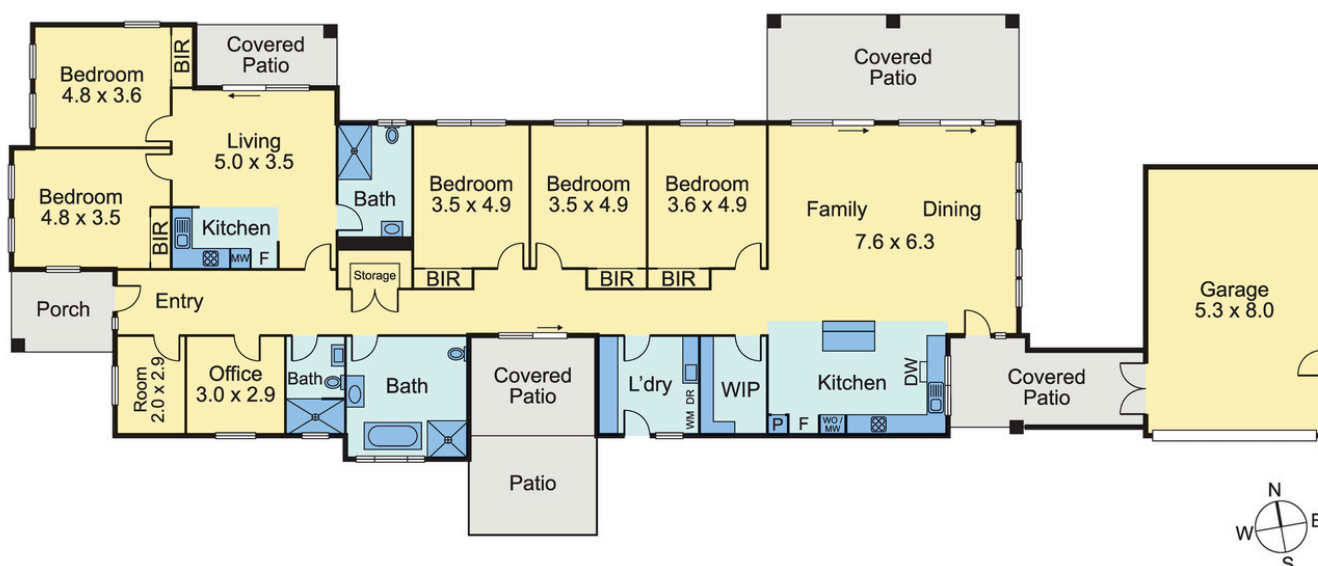 Bedroom
4.8 x 3.6
BIR
Covered
Patio
Living
5.0 x 3.5
Bedroom
4.8 x 3.5
BIR
Kitchen
MW
F
Bath
Bedroom
3.5 x 4.9
BIR
Bedroom
3.5 x 4.9
BIR
Bedroom
3.6 x 4.9
BIR
Covered
Patio
Family
Dining
7.6 x 6.3
Garage
5.3 x 8.0
Storage
Porch
Entry
Room
2.0 x 2.9
Office
3.0 x 2.9
Bath
Bath
Covered
Patio
Patio
L'dry
WM DR
WIP
Kitchen
DW
P
F
WO /
MW
Covered
Patio
N
W
E
S